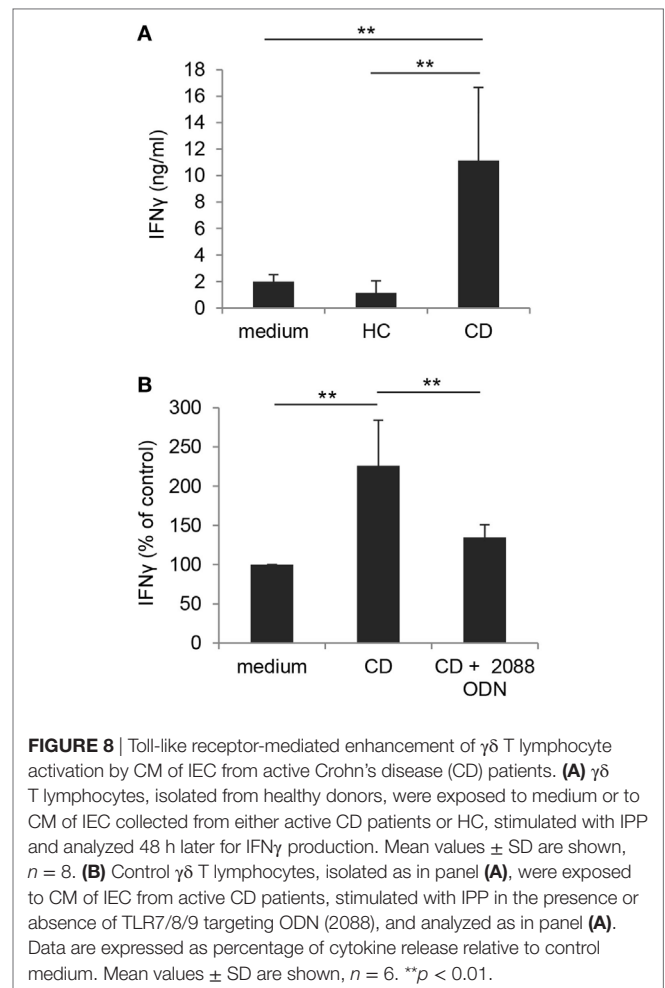 A
**
**
IFNγ (ng/ml)
18
16
14
12
10
8
6
4
2
0
medium HC CD
B
**
**
IFNγ (% of control)
300
250
200
150
100
50
0
medium CD CD + 2088
ODN
FIGURE 8 | Toll-like receptor-mediated enhancement of γδ T lymphocyte
activation by CM of IEC from active Crohn's disease (CD) patients. (A) γδ
T lymphocytes, isolated from healthy donors, were exposed to medium or to
CM of IEC collected from either active CD patients or HC, stimulated with IPP
and analyzed 48 h later for IFNγ production. Mean values ± SD are shown,
n = 8. (B) Control γδ T lymphocytes, isolated as in panel (A), were exposed
to CM of IEC from active CD patients, stimulated with IPP in the presence or
absence of TLR7/8/9 targeting ODN (2088), and analyzed as in panel (A).
Data are expressed as percentage of cytokine release relative to control
medium. Mean values ± SD are shown, n = 6. **p < 0.01.